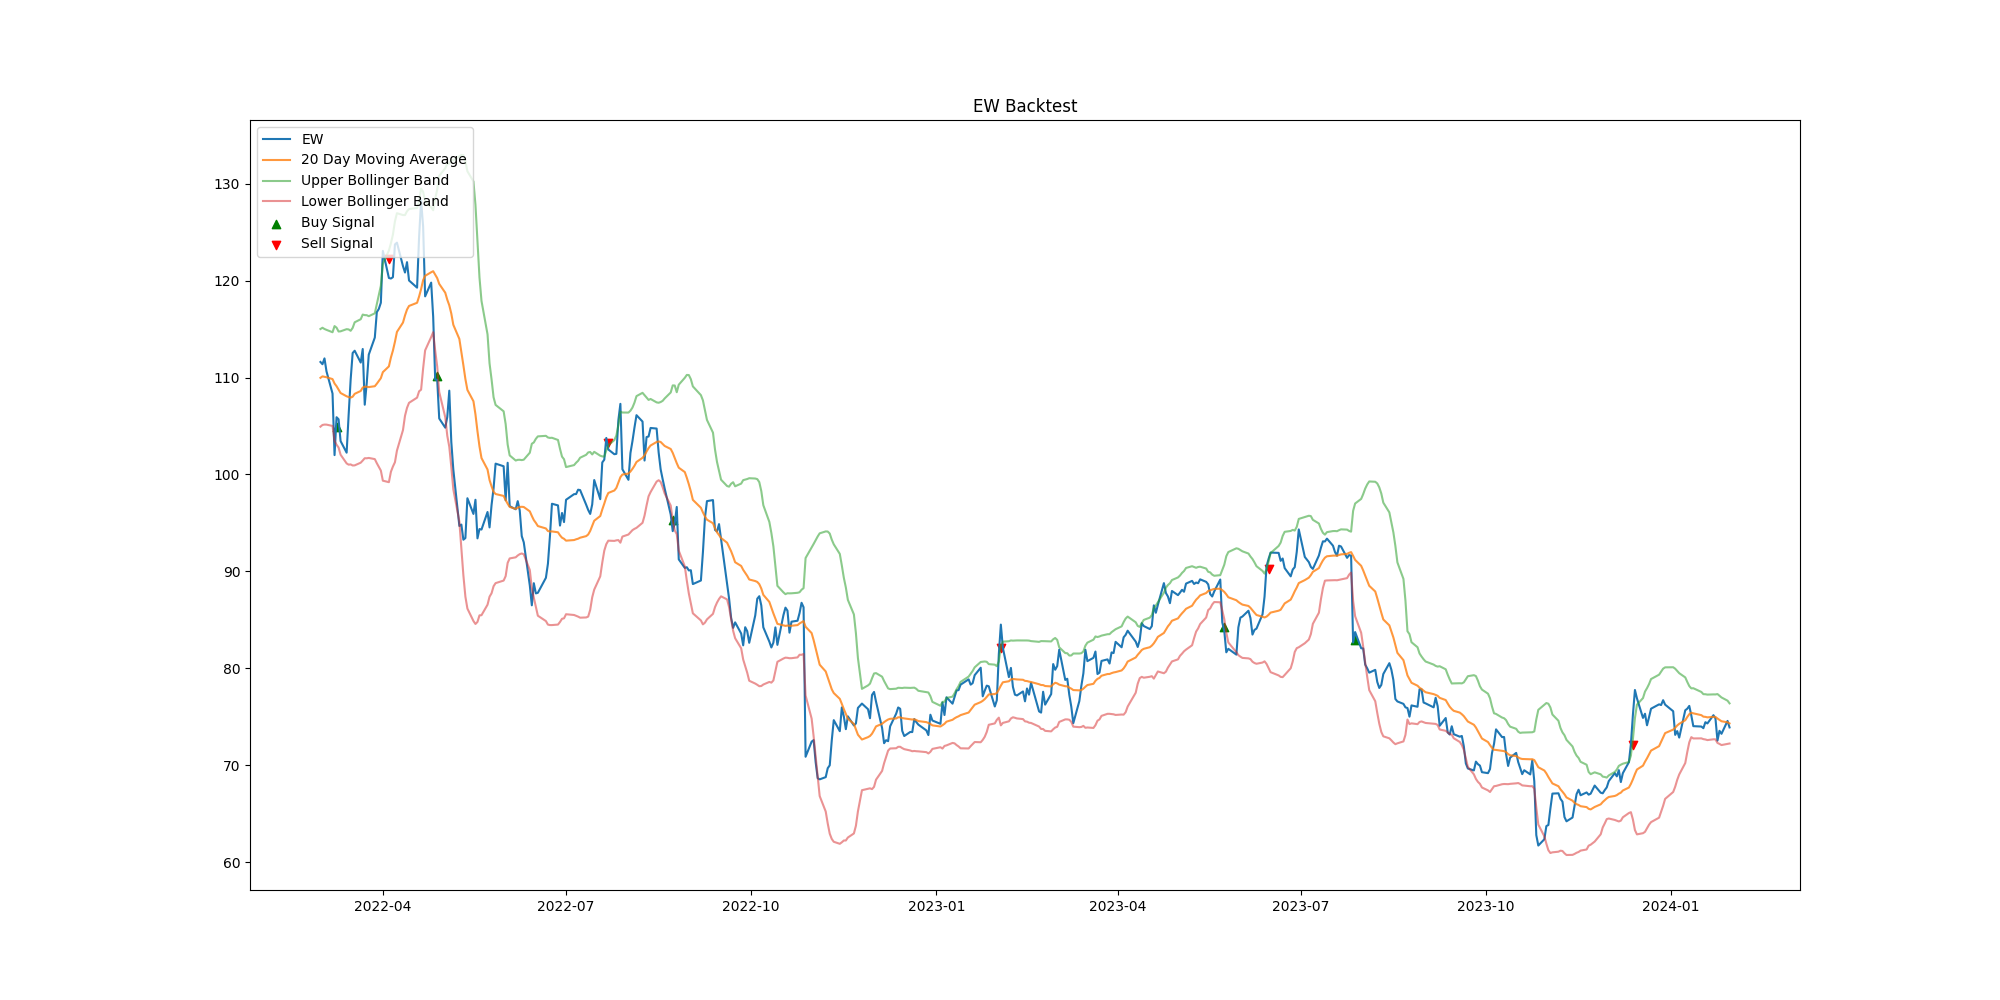 EW Backtest
EW
20 Day Moving Average
Upper Bollinger Band
Lower Bollinger Band
Buy Signal
Sell Signal
130
120
110
100
90
80
70
60
2022-04 2022-07 2022-10 2023-01 2023-04 2023-07 2023-10 2024-01